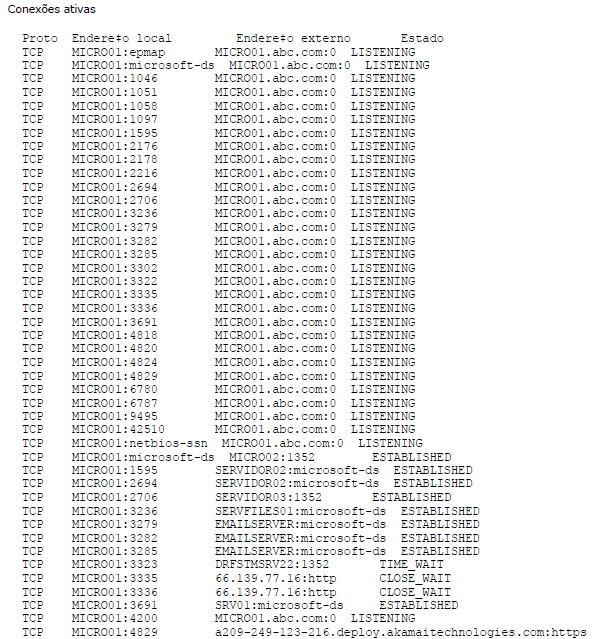 Conexões ativas
Proto Endere‡o local Endere‡o externo Estado
TCP MICRO01:epmap MICRO01.abc.com:0 LISTENING
TCP MICRO01:microsoft-ds MICRO01.abc.com:0 LISTENING
TCP MICRO01:1046 MICRO01.abc.com:0 LISTENING
TCP MICRO01:1051 MICRO01.abc.com:0 LISTENING
TCP MICRO01:1058 MICRO01.abc.com:0 LISTENING
TCP MICRO01:1097 MICRO01.abc.com:0 LISTENING
TCP MICRO01:1595 MICRO01.abc.com:0 LISTENING
TCP MICRO01:2176 MICRO01.abc.com:0 LISTENING
TCP MICRO01:2178 MICRO01.abc.com:0 LISTENING
TCP MICRO01:2216 MICRO01.abc.com:0 LISTENING
TCP MICRO01:2694 MICRO01.abc.com:0 LISTENING
TCP MICRO01:2706 MICRO01.abc.com:0 LISTENING
TCP MICRO01:3236 MICRO01.abc.com:0 LISTENING
TCP MICRO01:3279 MICRO01.abc.com:0 LISTENING
TCP MICRO01:3282 MICRO01.abc.com:0 LISTENING
TCP MICRO01:3285 MICRO01.abc.com:0 LISTENING
TCP MICRO01:3302 MICRO01.abc.com:0 LISTENING
TCP MICRO01:3322 MICRO01.abc.com:0 LISTENING
TCP MICRO01:3335 MICRO01.abc.com:0 LISTENING
TCP MICRO01:3336 MICRO01.abc.com:0 LISTENING
TCP MICRO01:3691 MICRO01.abc.com:0 LISTENING
TCP MICRO01:4818 MICRO01.abc.com:0 LISTENING
TCP MICRO01:4820 MICRO01.abc.com:0 LISTENING
TCP MICRO01:4824 MICRO01.abc.com:0 LISTENING
TCP MICRO01:4829 MICRO01.abc.com:0 LISTENING
TCP MICRO01:6780 MICRO01.abc.com:0 LISTENING
TCP MICRO01:6787 MICRO01.abc.com:0 LISTENING
TCP MICRO01:9495 MICRO01.abc.com:0 LISTENING
TCP MICRO01:42510 MICRO01.abc.com:0 LISTENING
TCP MICRO01:netbios-ssn MICRO01.abc.com:0 LISTENING
TCP MICRO01:microsoft-ds MICRO02:1352 ESTABLISHED
TCP MICRO01:1595 SERVIDOR02:microsoft-ds ESTABLISHED
TCP MICRO01:2694 SERVIDOR02:microsoft-ds ESTABLISHED
TCP MICRO01:2706 SERVIDOR03:1352 ESTABLISHED
TCP MICRO01:3236 SERVFILES01:microsoft-ds ESTABLISHED
TCP MICRO01:3279 EMAILSERVER:microsoft-ds ESTABLISHED
TCP MICRO01:3282 EMAILSERVER:microsoft-ds ESTABLISHED
TCP MICRO01:3285 EMAILSERVER:microsoft-ds ESTABLISHED
TCP MICRO01:3323 DRFSTMSRV22:1352 TIME_WAIT
TCP MICRO01:3335 66.139.77.16:http CLOSE_WAIT
TCP MICRO01:3336 66.139.77.16:http CLOSE_WAIT
TCP MICRO01:3691 SRV01:microsoft-ds ESTABLISHED
TCP MICRO01:4200 MICRO01.abc.com:0 LISTENING
TCP MICRO01:4829 a209-249-123-216.deploy.akamaitechnologies.com:https